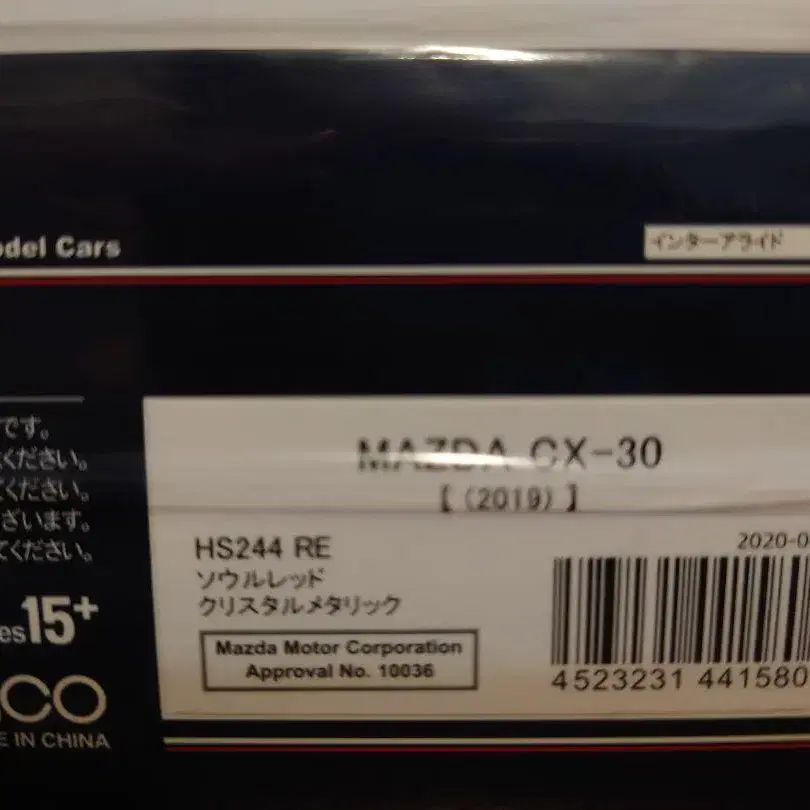 odel Cars
インターアライド
です。
ください。
ください。
ざいます。
てください。
es 15+
CO
E IN CHINA
MAZDA CX-30
【（2019）】
HS244 RE
ソウルレッド
クリスタルメタリック
Mazda Motor Corporation
Approval No. 10036
2020-0
4523231 441580